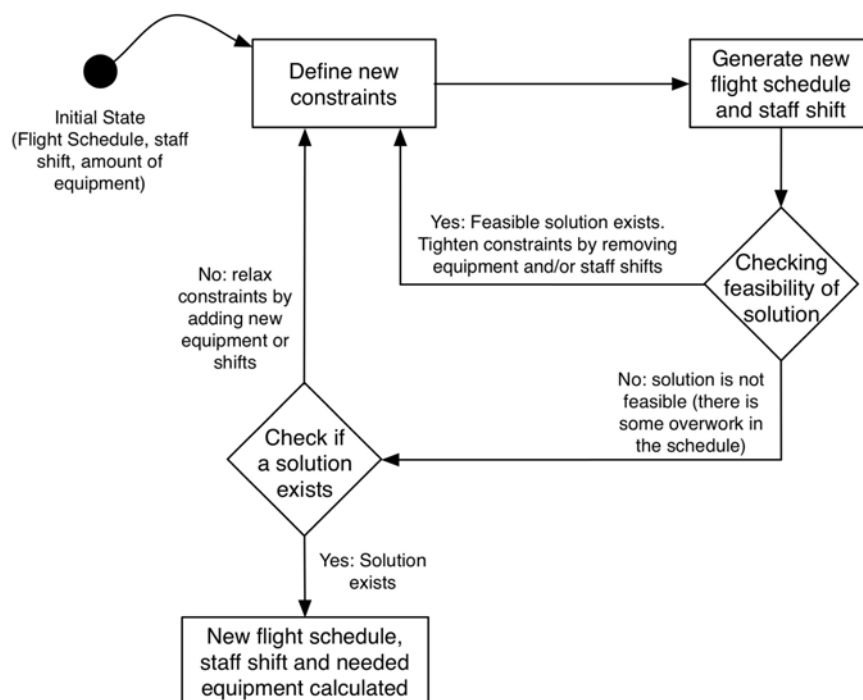 Define new
constraints
Generate new
flight schedule
and staff shift
Initial State
(Flight Schedule, staff
shift, amount of
equipment)
Yes: Feasible solution exists.
Tighten constraints by removing
equipment and/or staff shifts
Checking
feasibility of
solution
No: relax
constraints by
adding new
equipment or
shifts
No: solution is not
feasible (there is
some overwork in
the schedule)
Check if
a solution
exists
Yes: Solution
exists
New flight schedule,
staff shift and needed
equipment calculated